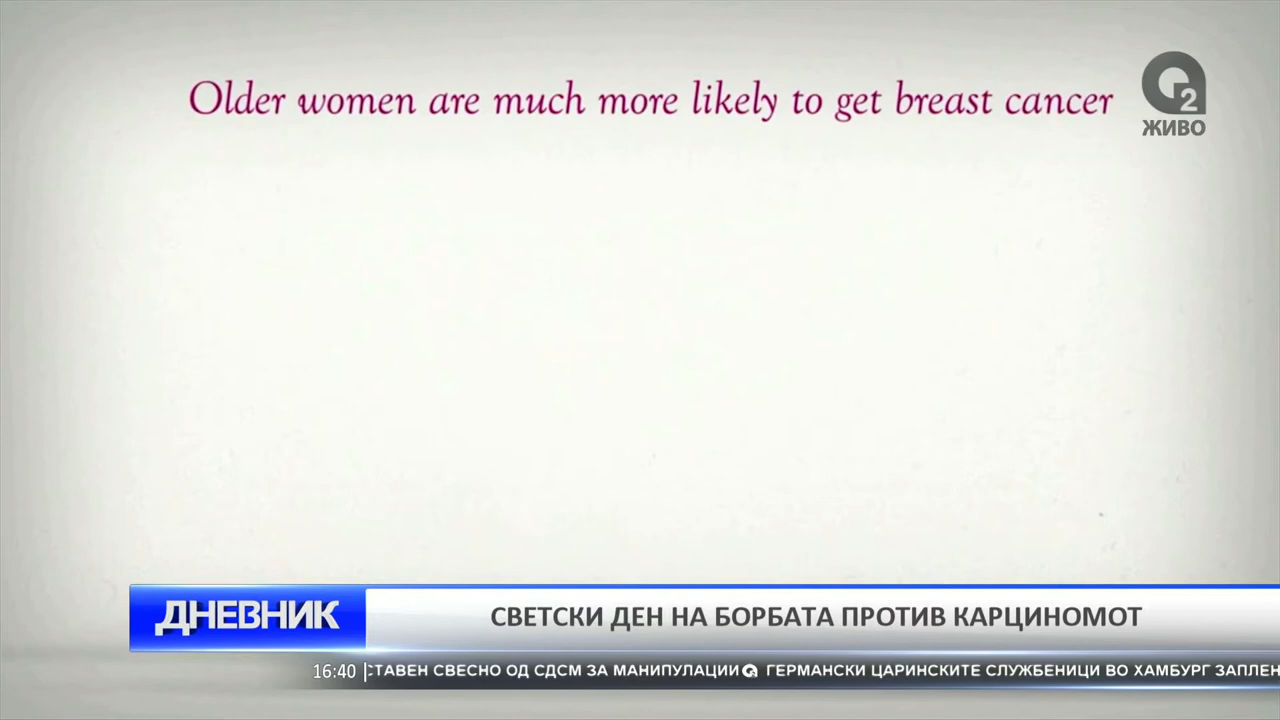 Older women are much more likely to get breast cancer
2
ЖИВО
ДНЕВНИК
СВЕТСКИ ДЕН НА БОРБАТА ПРОТИВ КАРЦИНОМОТ
16:40
СВЕСНО ОД СДСМ ЗА МАНИПУЛАЦИИ ГЕРМАНСКИ ЦАРИНСКИТЕ СЛУЖБЕНИЦИ ВО ХАМБУРГ